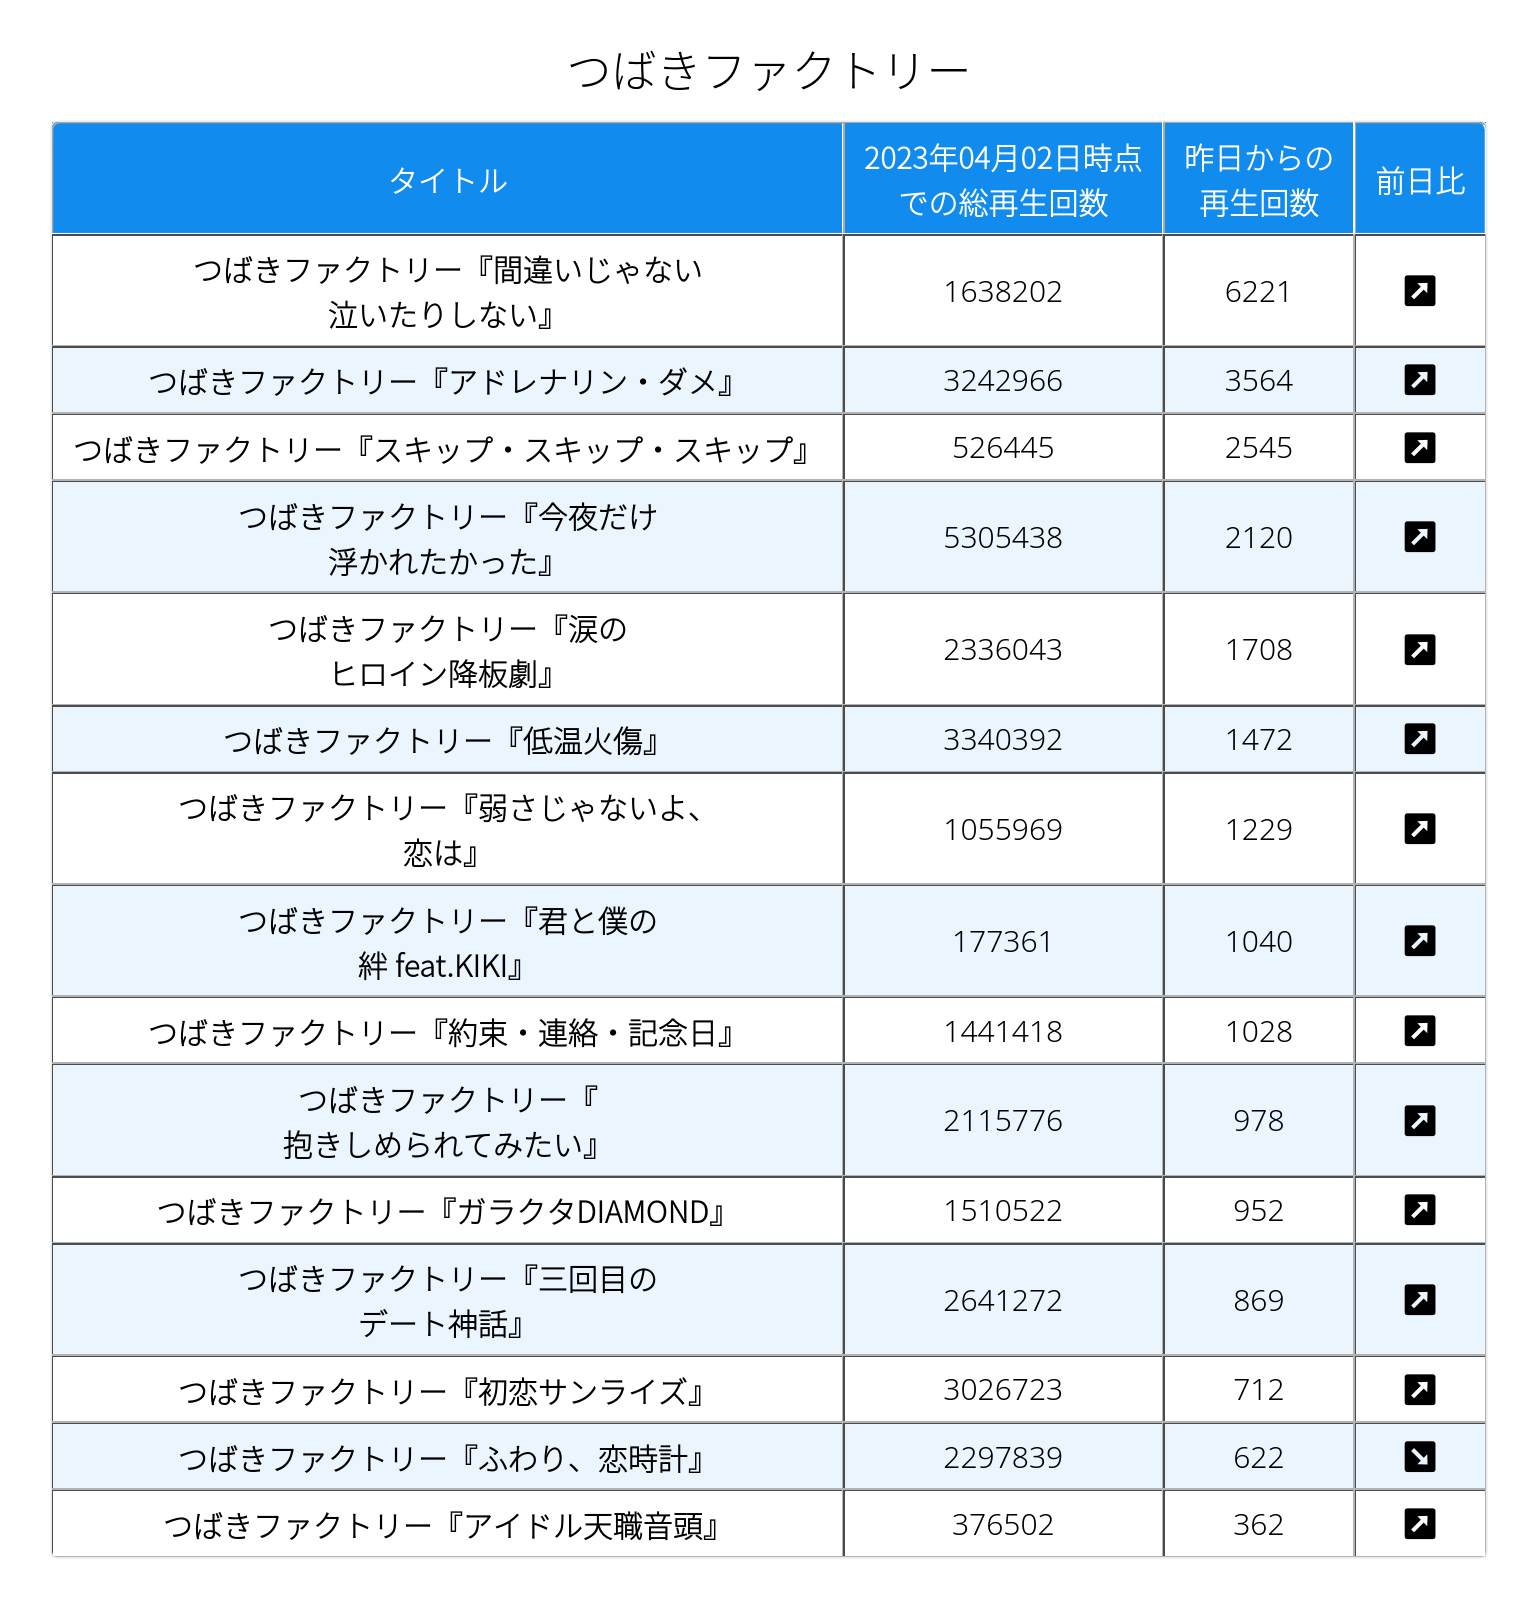 つばきファクトリー
タイトル
2023年04月02日時点
での総再生回数
昨日からの
再生回数
前日比
つばきファクトリー『間違いじゃない
泣いたりしない』
1638202
6221
つばきファクトリー『アドレナリン・ダメ』
3242966
3564
つばきファクトリー『スキップ・スキップ・スキップ』
526445
2545
つばきファクトリー『今夜だけ
浮かれたかった』
5305438
2120
つばきファクトリー『涙の
ヒロイン降板劇』
2336043
1708
つばきファクトリー『低温火傷』
3340392
1472
つばきファクトリー『弱さじゃないよ、
恋は』
1055969
1229
つばきファクトリー『君と僕の
絆 feat.KIKI』
177361
1040
つばきファクトリー『約束・連絡・記念日』
1441418
1028
つばきファクトリー『
抱きしめられてみたい』
2115776
978
つばきファクトリー『ガラクタDIAMOND』
1510522
952
つばきファクトリー『三回目の
デート神話』
2641272
869
つばきファクトリー『初恋サンライズ』
3026723
712
つばきファクトリー『ふわり、恋時計』
2297839
622
つばきファクトリー『アイドル天職音頭』
376502
362